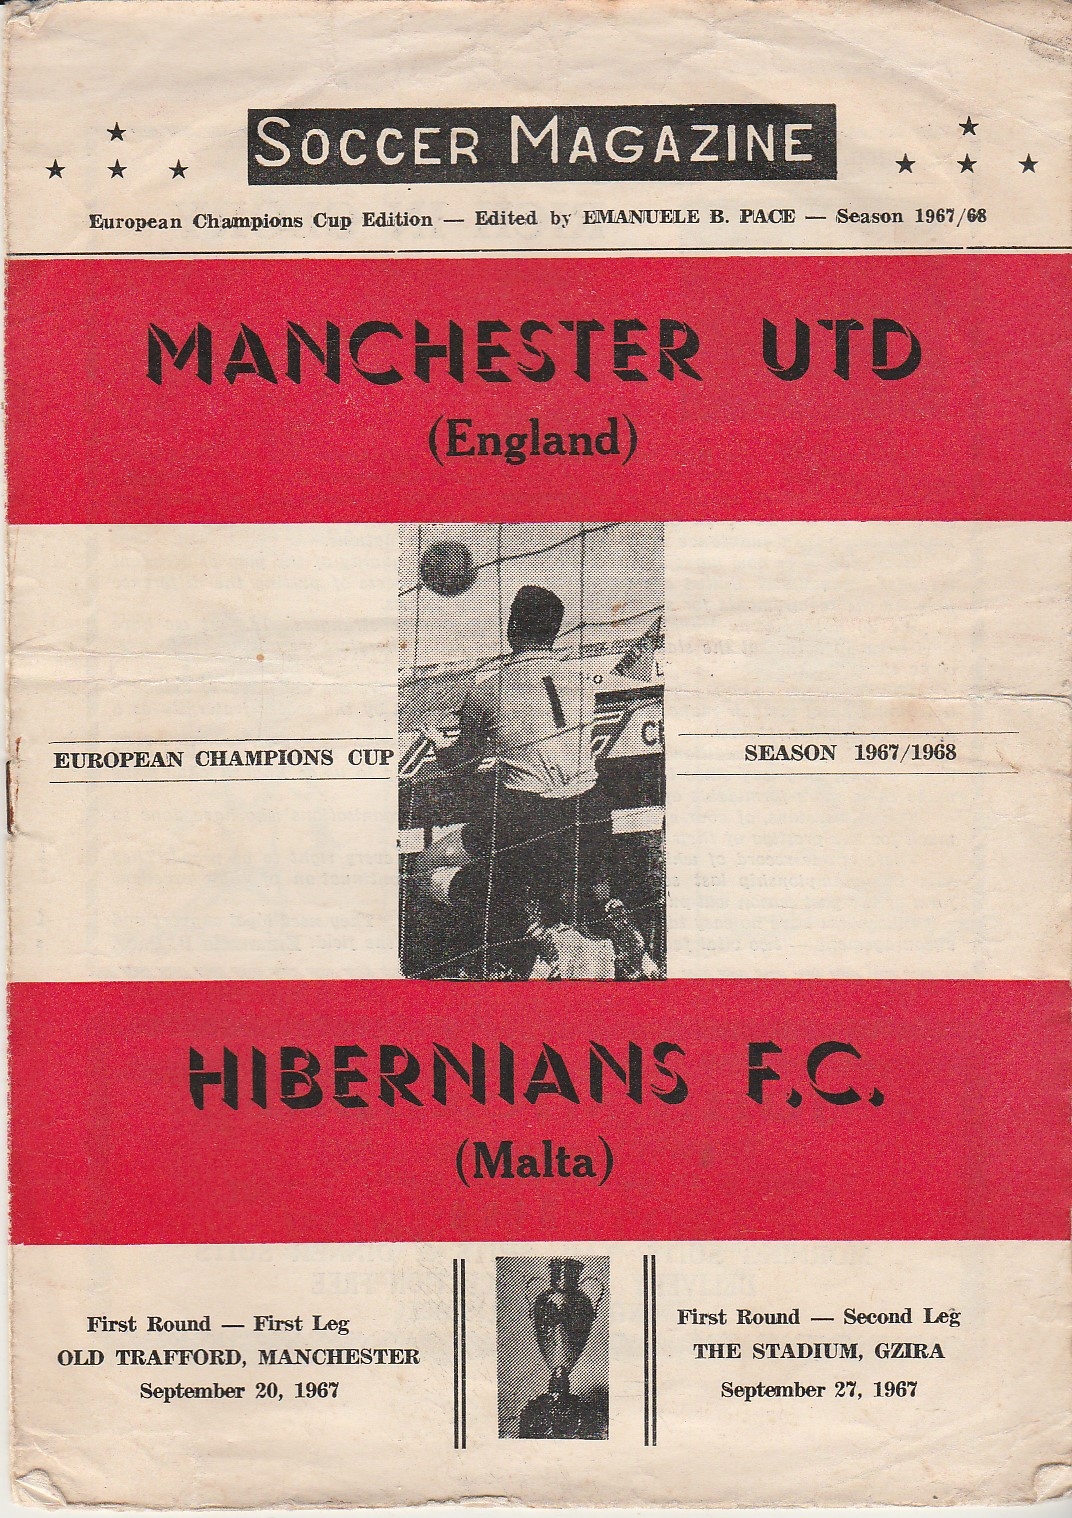 SOCCER MAGAZINE
European Champions Cup Edition — Edited by EMANUELE B. PACE — Season 1967/68
MANCHESTER UTD
(England)
1
EUROPEAN CHAMPIONS CUP
SEASON 1967/1968
HIBERNIANS F.C.
(Malta)
First Round — First Leg
OLD TRAFFORD, MANCHESTER
September 20, 1967
First Round — Second Leg
THE STADIUM, GZIRA
September 27, 1967